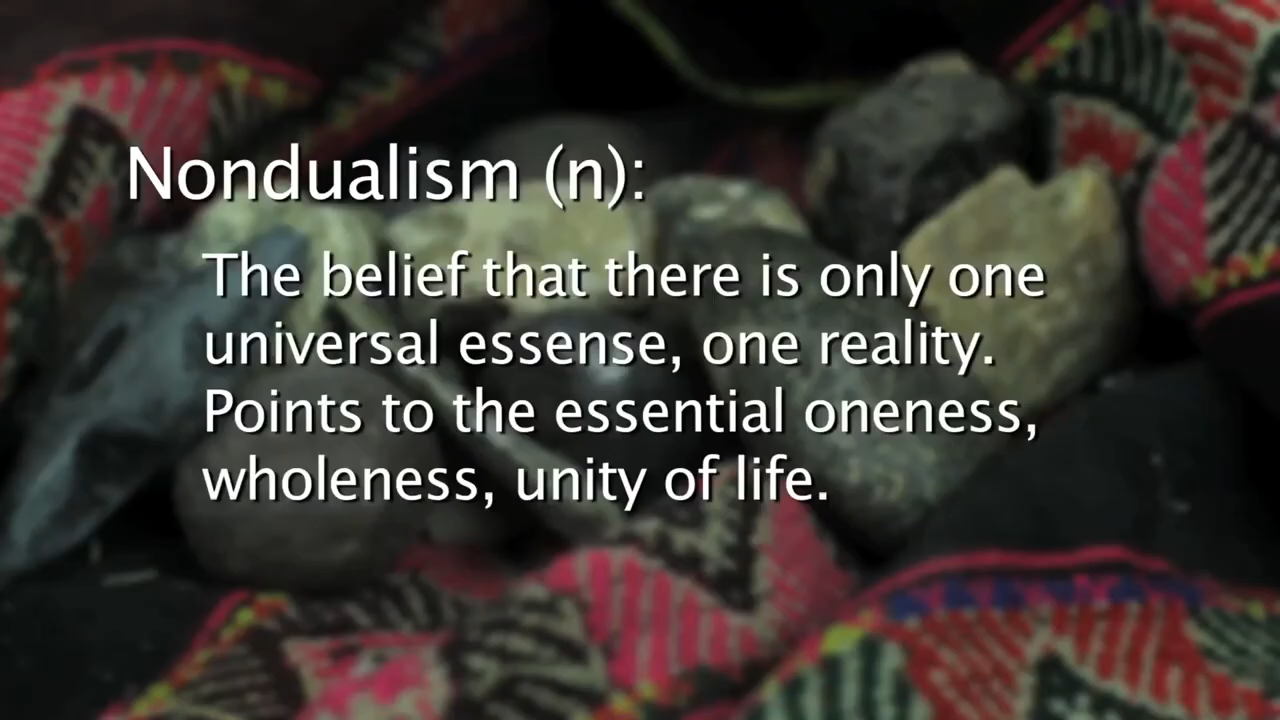 Nondualism (n):
The belief that there is only one
universal essense, one reality.
Points to the essential oneness,
wholeness, unity of life.